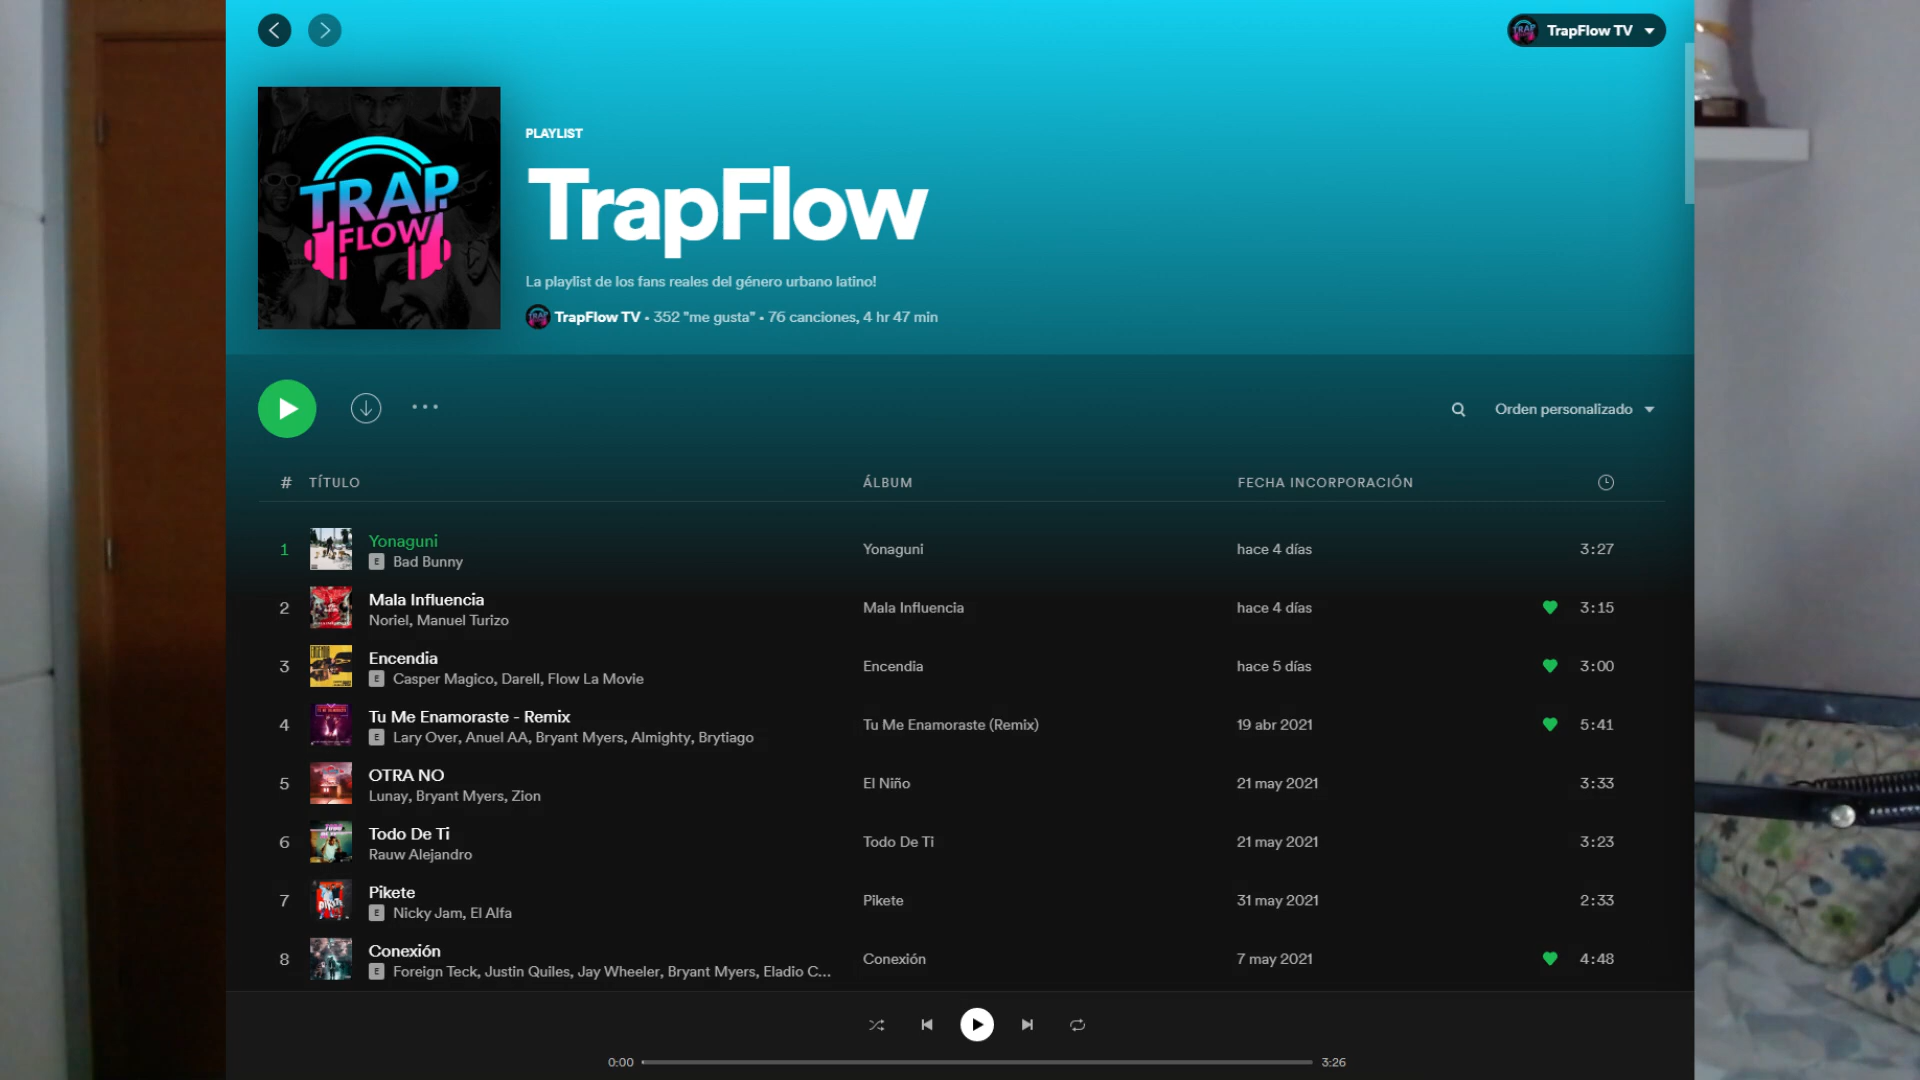 TrapFlow TV
TRAP
FLOW
PLAYLIST
TrapFlow
La playlist de los fans reales del género urbano latino!
TrapFlow TV • 352 "me gusta" • 76 canciones, 4 hr 47 min
Orden personalizado
# TÍTULO ÁLBUM FECHA INCORPORACIÓN
1 Yonaguni Yonaguni hace 4 días 3:27
E Bad Bunny
2 Mala Influencia Mala Influencia hace 4 días 3:15
Noriel, Manuel Turizo
3 Encendia Encendia hace 5 días 3:00
E Casper Magico, Darell, Flow La Movie
4 Tu Me Enamoraste - Remix Tu Me Enamoraste (Remix) 19 abr 2021 5:41
E Lary Over, Anuel AA, Bryant Myers, Almighty, Brytiago
5 OTRA NO El Niño 21 may 2021 3:33
Lunay, Bryant Myers, Zion
6 Todo De Ti Todo De Ti 21 may 2021 3:23
Rauw Alejandro
7 Pikete Pikete 31 may 2021 2:33
E Nicky Jam, El Alfa
8 Conexión Conexión 7 may 2021 4:48
E Foreign Teck, Justin Quiles, Jay Wheeler, Bryant Myers, Eladio C...
0:00 3:26